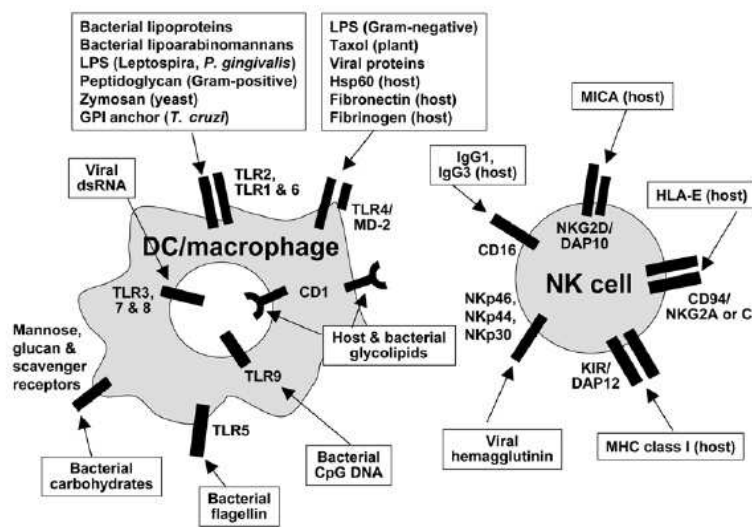 Bacterial lipoproteins
Bacterial lipoarabinomannans
LPS (Leptospira, P. gingivalis)
Peptidoglycan (Gram-positive)
Zymosan (yeast)
GPI anchor (T. cruzi)
LPS (Gram-negative)
Taxol (plant)
Viral proteins
Hsp60 (host)
Fibronectin (host)
Fibrinogen (host)
Viral
dsRNA
TLR2,
TLR1 & 6
TLR4/
MD-2
DC/macrophage
TLR3,
7 & 8
CD1
Host & bacterial
glycolipids
Mannose,
glucan &
scavenger
receptors
TLR9
TLR5
Bacterial
carbohydrates
Bacterial
flagellin
Bacterial
CpG DNA
MICA (host)
IgG1,
IgG3 (host)
HLA-E (host)
NKG2D/
DAP10
CD16
NK cell
NKp46,
NKp44,
NKp30
CD94/
NKG2A or C
KIR/
DAP12
Viral
hemagglutinin
MHC class I (host)